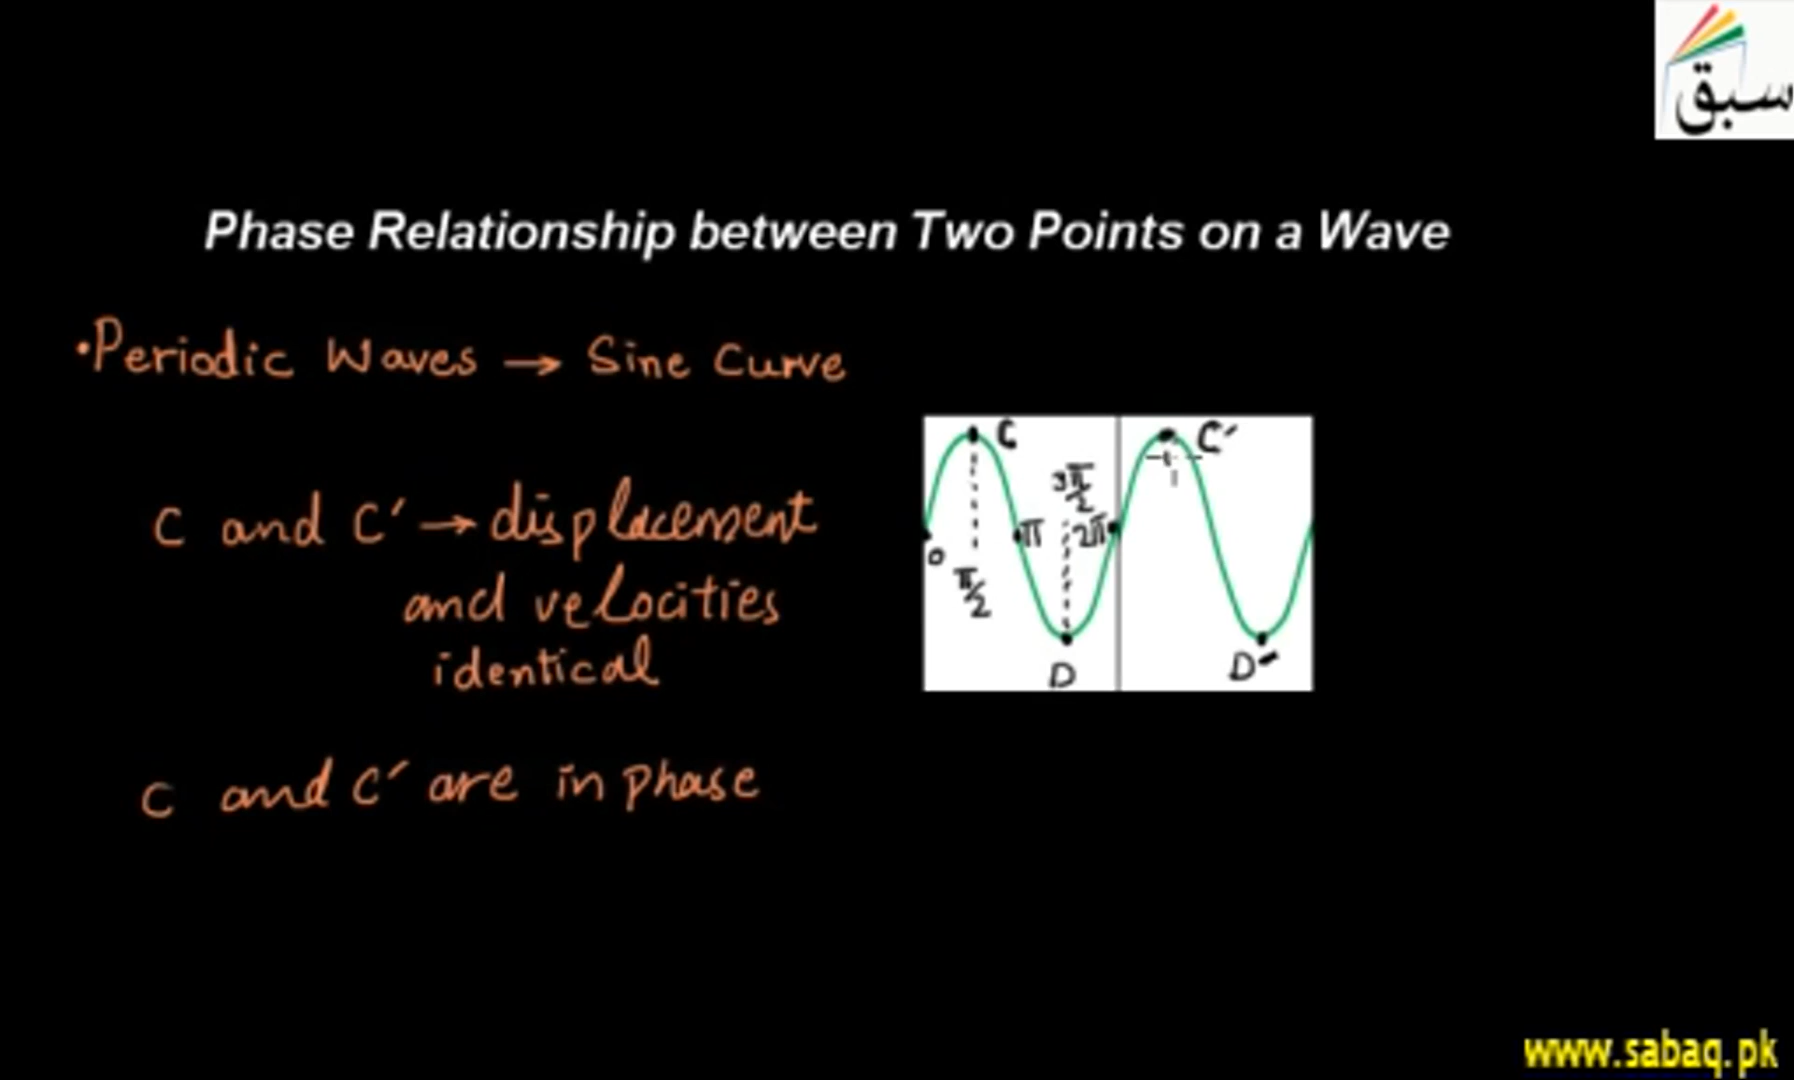 سبق
Phase Relationship between Two Points on a Wave
•Periodic Waves → Sine Curve
C and C′ → displacement
and velocities
identical
C and C′ are in phase
C
C′
3π/2
0
π
2π
π/2
D
D′
www.sabaq.pk